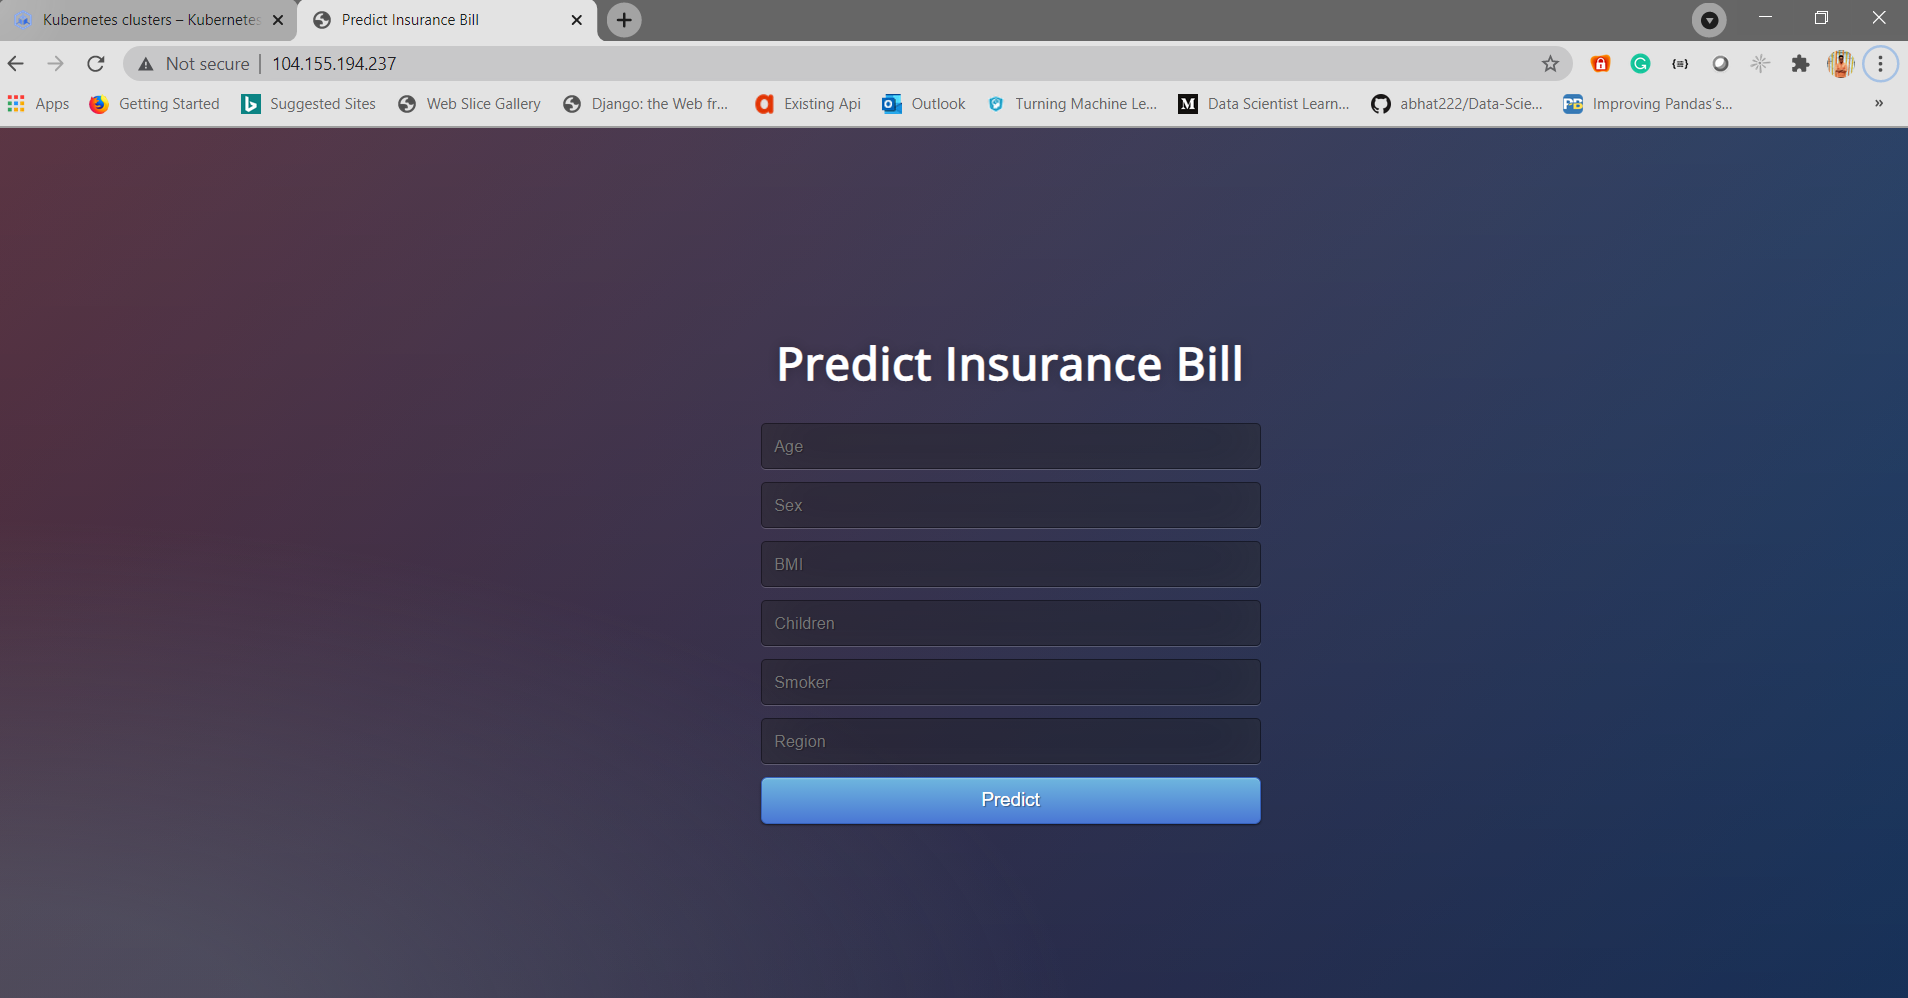 Kubernetes clusters – Kubernetes
Predict Insurance Bill
Not secure | 104.155.194.237
Apps Getting Started Suggested Sites Web Slice Gallery Django: the Web fr... Existing Api Outlook Turning Machine Le... Data Scientist Learn... abhat222/Data-Scie... Improving Pandas's... »
Predict Insurance Bill
Age
Sex
BMI
Children
Smoker
Region
Predict